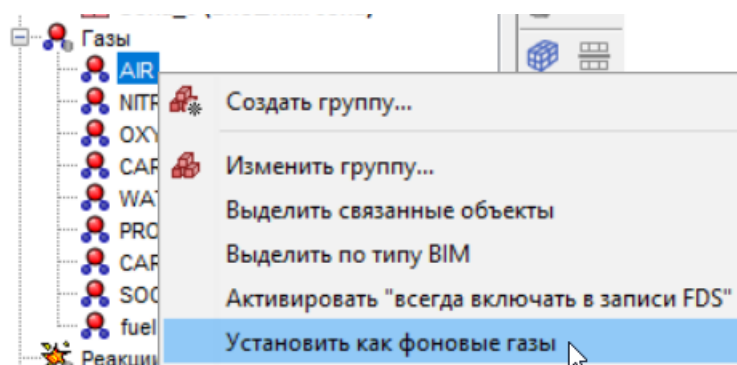 Газы
AIR
NITR
Создать группу...
OXY
CAR
Изменить группу...
WAT
Выделить связанные объекты
PRO
Выделить по типу BIM
CAR
SOO
Активировать "всегда включать в записи FDS"
fuel
Установить как фоновые газы
Реакции